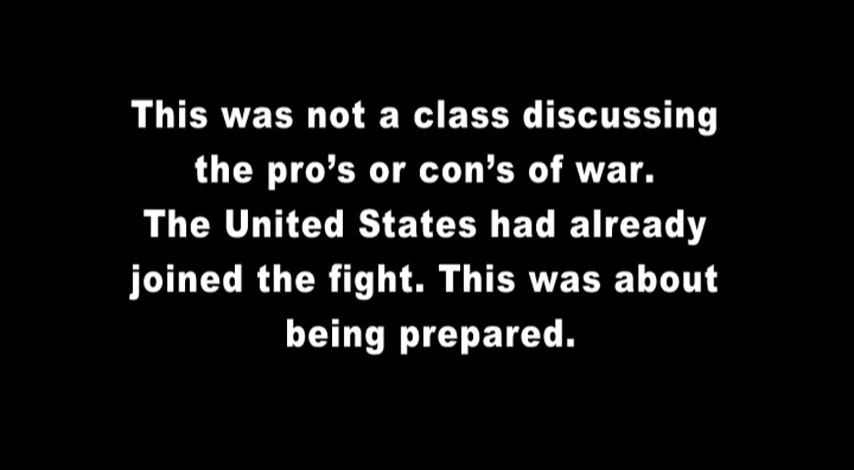 This was not a class discussing
the pro’s or con’s of war.
The United States had already
joined the fight. This was about
being prepared.